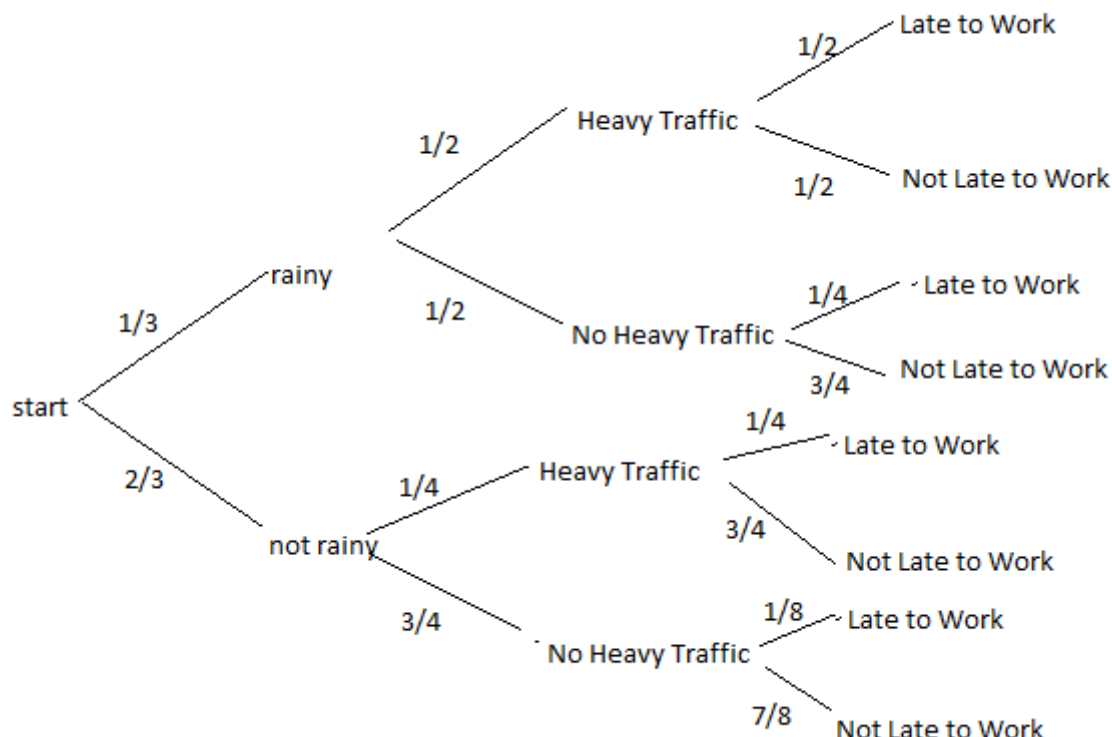 Late to Work
1/2
Heavy Traffic
1/2
Not Late to Work
1/2
rainy
Late to Work
1/4
1/2
1/3
No Heavy Traffic
Not Late to Work
3/4
start
1/4
Late to Work
2/3
Heavy Traffic
1/4
3/4
not rainy
Not Late to Work
1/8
Late to Work
3/4
No Heavy Traffic
7/8
Not Late to Work